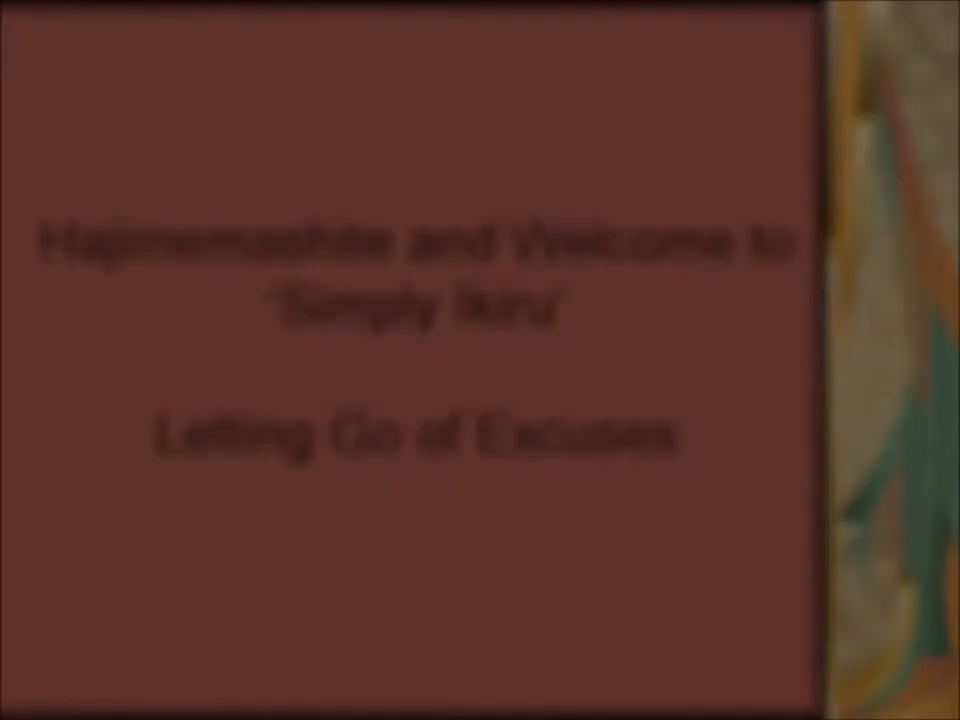 Hajimemashite and Welcome to
'Simply Ikiru'
Letting Go of Excuses